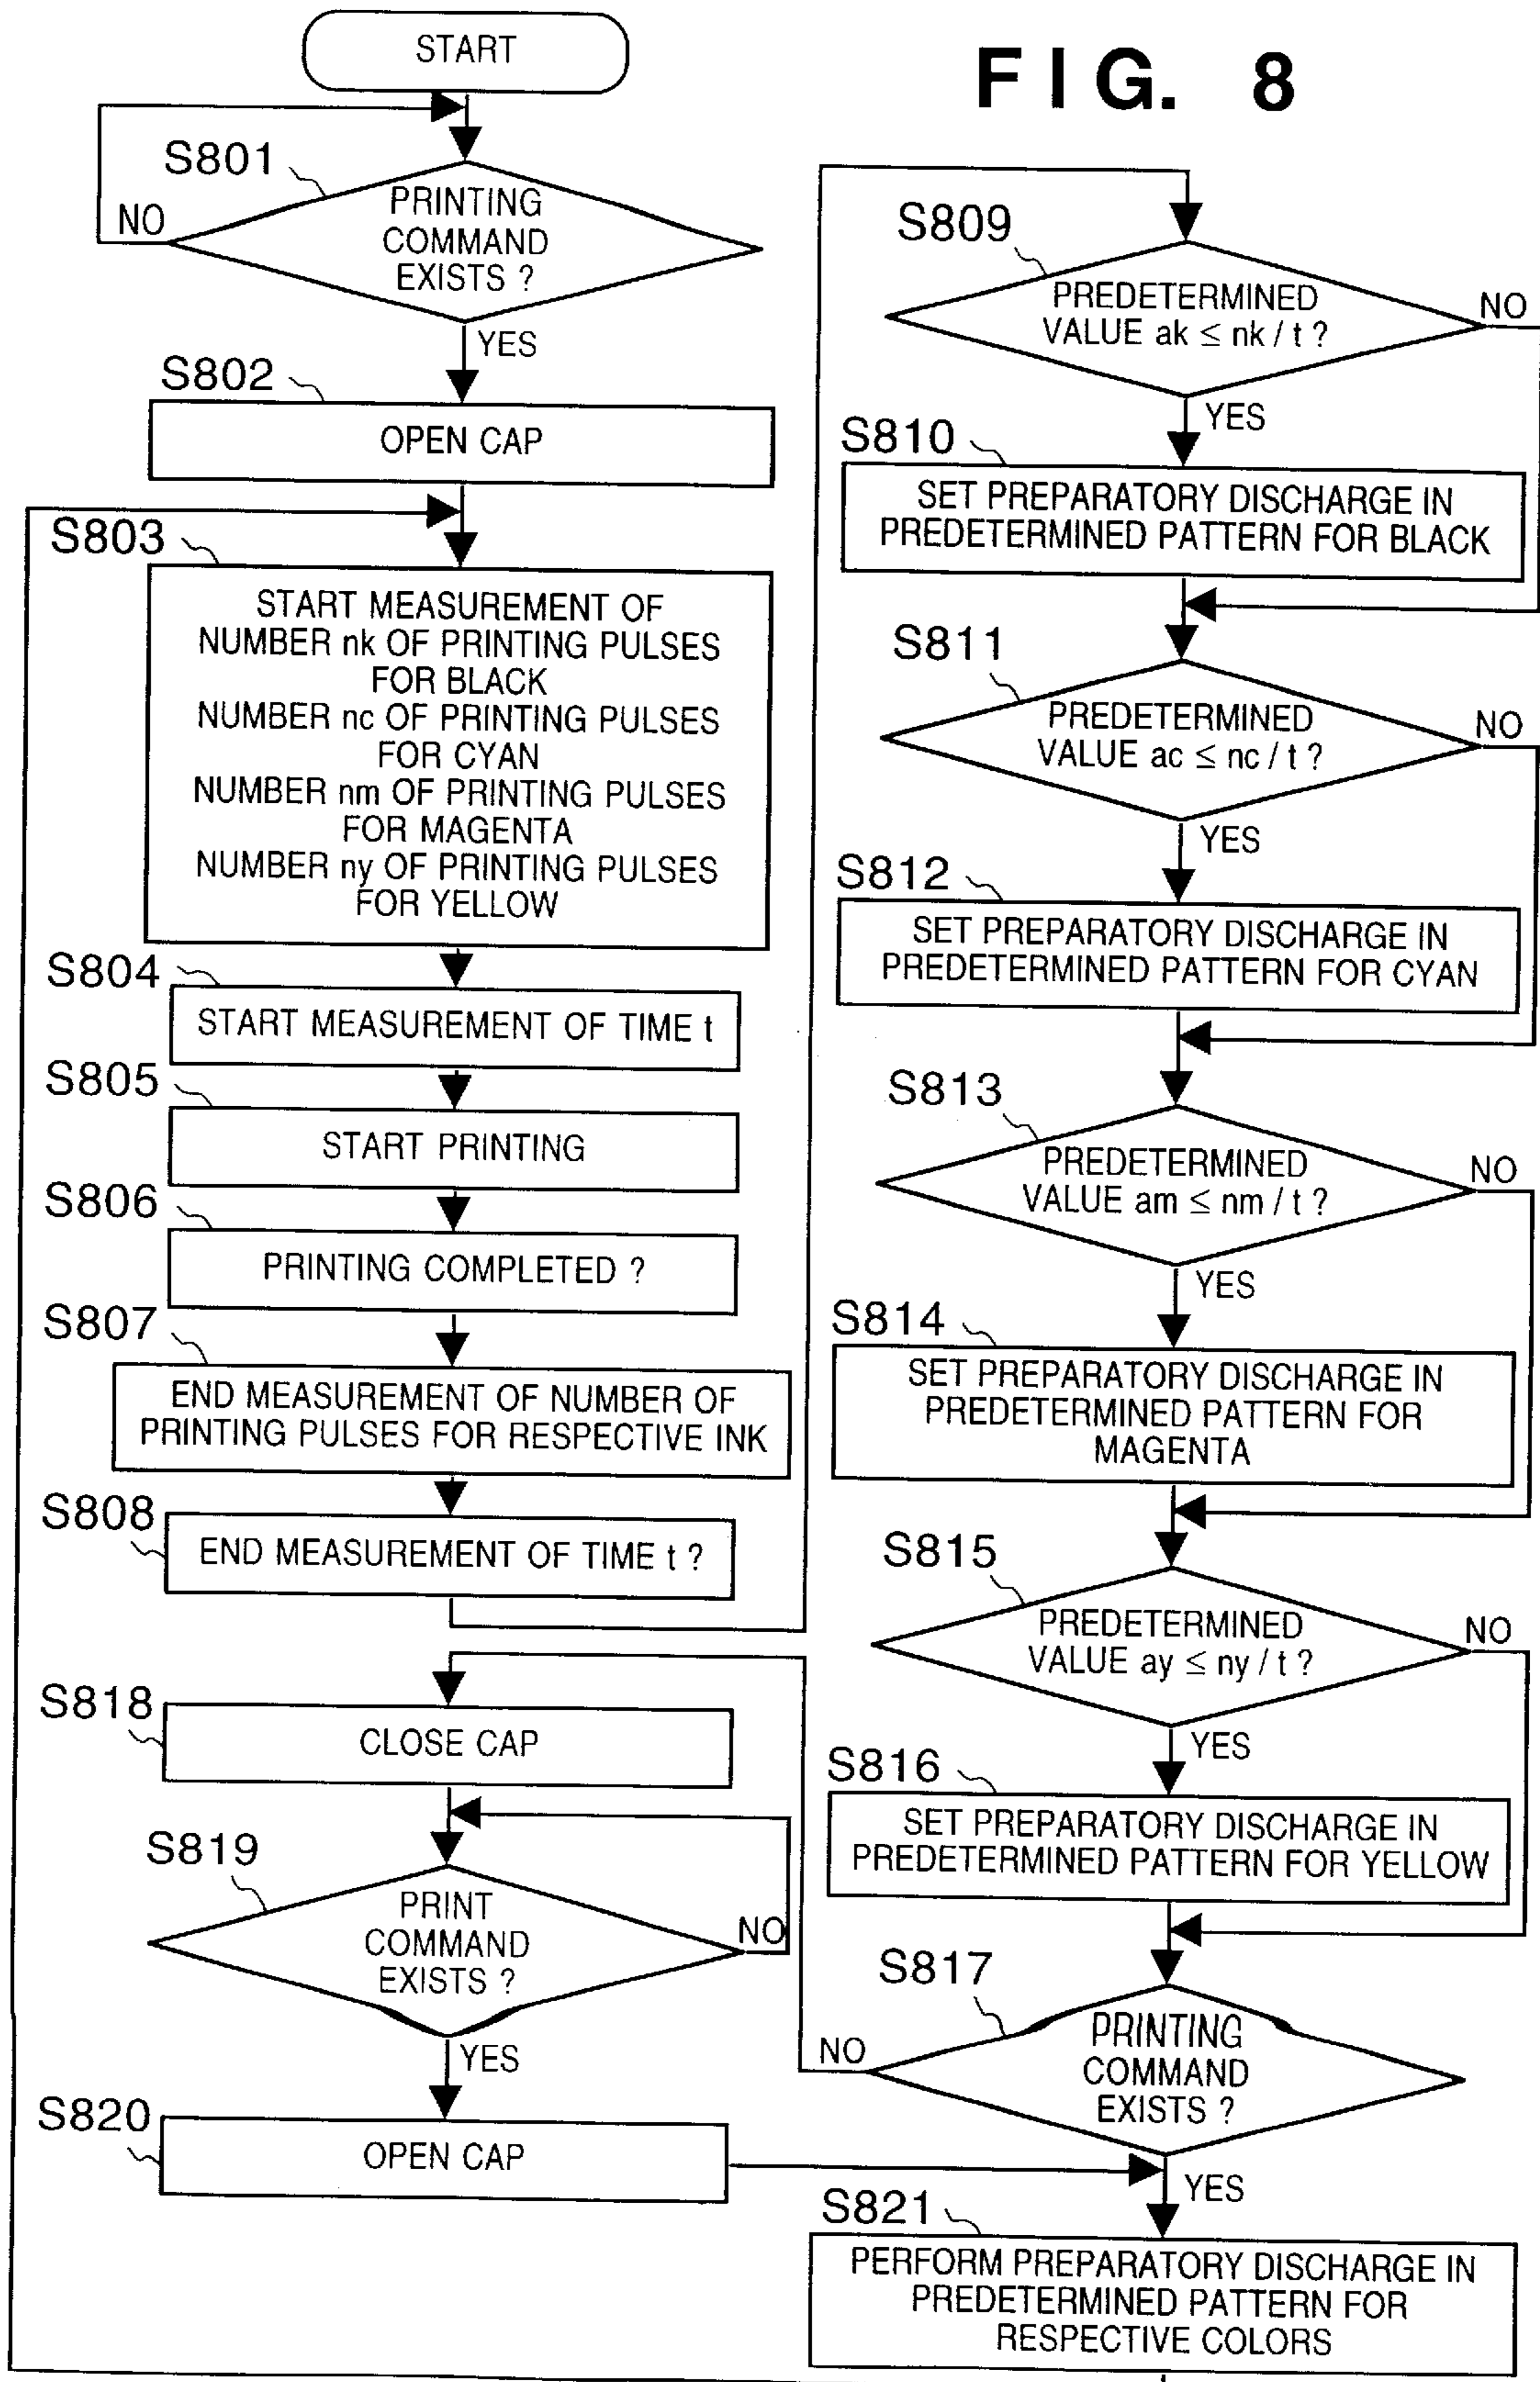 FIG. 8
START
S801
PRINTING
COMMAND
EXISTS ?
NO
YES
S802
OPEN CAP
S803
START MEASUREMENT OF
NUMBER nk OF PRINTING PULSES
FOR BLACK
NUMBER nc OF PRINTING PULSES
FOR CYAN
NUMBER nm OF PRINTING PULSES
FOR MAGENTA
NUMBER ny OF PRINTING PULSES
FOR YELLOW
S804
START MEASUREMENT OF TIME t
S805
START PRINTING
S806
PRINTING COMPLETED ?
S807
END MEASUREMENT OF NUMBER OF
PRINTING PULSES FOR RESPECTIVE INK
S808
END MEASUREMENT OF TIME t ?
S809
PREDETERMINED
VALUE ak ≤ nk / t ?
NO
YES
S810
SET PREPARATORY DISCHARGE IN
PREDETERMINED PATTERN FOR BLACK
S811
PREDETERMINED
VALUE ac ≤ nc / t ?
NO
YES
S812
SET PREPARATORY DISCHARGE IN
PREDETERMINED PATTERN FOR CYAN
S813
PREDETERMINED
VALUE am ≤ nm / t ?
NO
YES
S814
SET PREPARATORY DISCHARGE IN
PREDETERMINED PATTERN FOR
MAGENTA
S815
PREDETERMINED
VALUE ay ≤ ny / t ?
NO
YES
S816
SET PREPARATORY DISCHARGE IN
PREDETERMINED PATTERN FOR YELLOW
S817
PRINTING
COMMAND
EXISTS ?
NO
YES
S818
CLOSE CAP
S819
PRINT
COMMAND
EXISTS ?
NO
YES
S820
OPEN CAP
S821
PERFORM PREPARATORY DISCHARGE IN
PREDETERMINED PATTERN FOR
RESPECTIVE COLORS